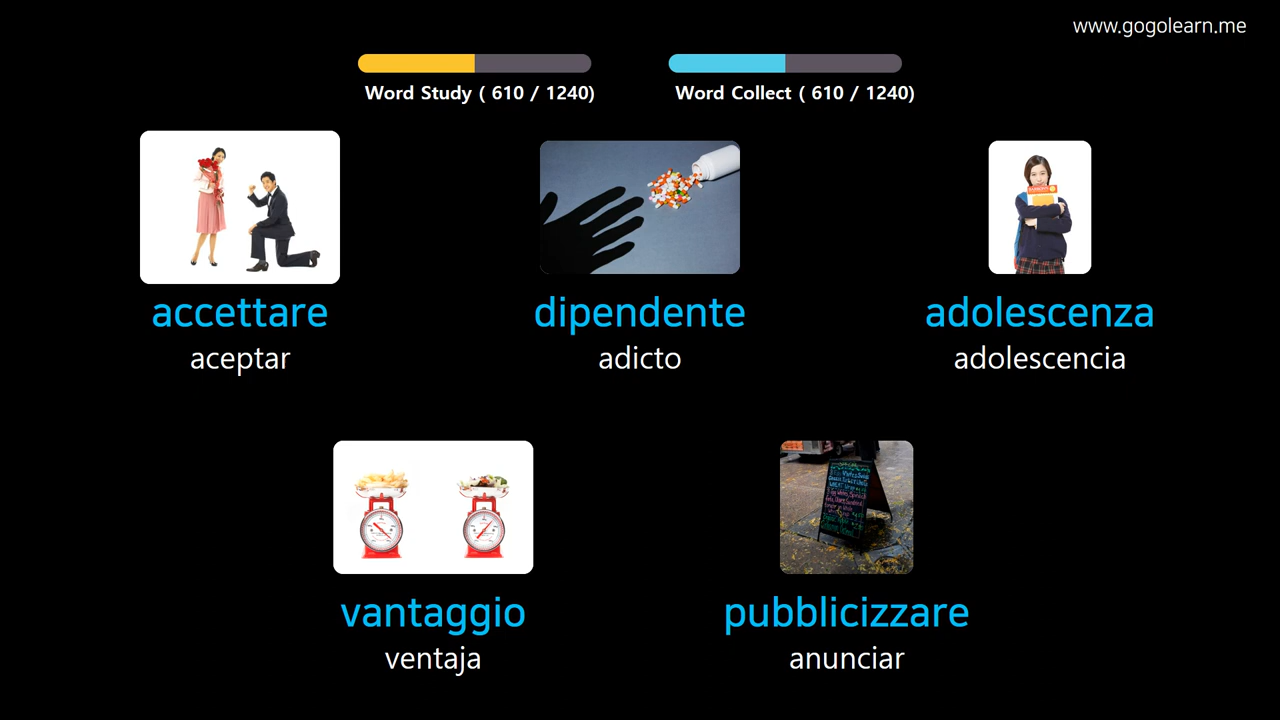 www.gogolearn.me
Word Study ( 610 / 1240)
Word Collect ( 610 / 1240)
accettare
aceptar
dipendente
adicto
adolescenza
adolescencia
vantaggio
ventaja
pubblicizzare
anunciar